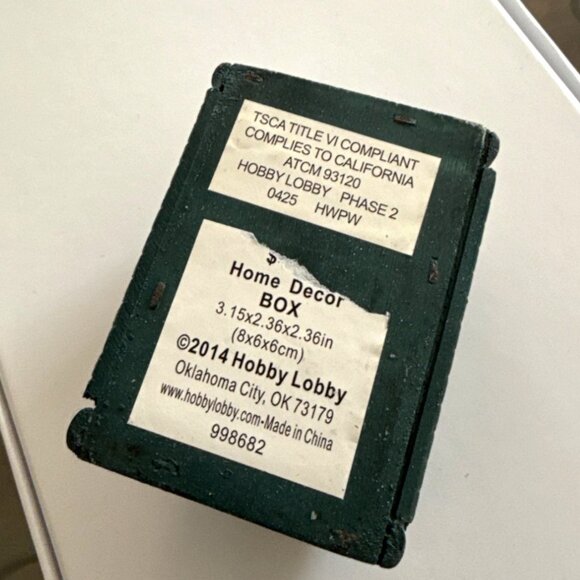 TSCA TITLE VI COMPLIANT
COMPLIES TO CALIFORNIA
ATCM 93120
HOBBY LOBBY PHASE 2
0425 HWPW
$
Home Decor
BOX
3.15x2.36x2.36in
(8x6x6cm)
©2014 Hobby Lobby
Oklahoma City, OK 73179
www.hobbylobby.com-Made in China
998682